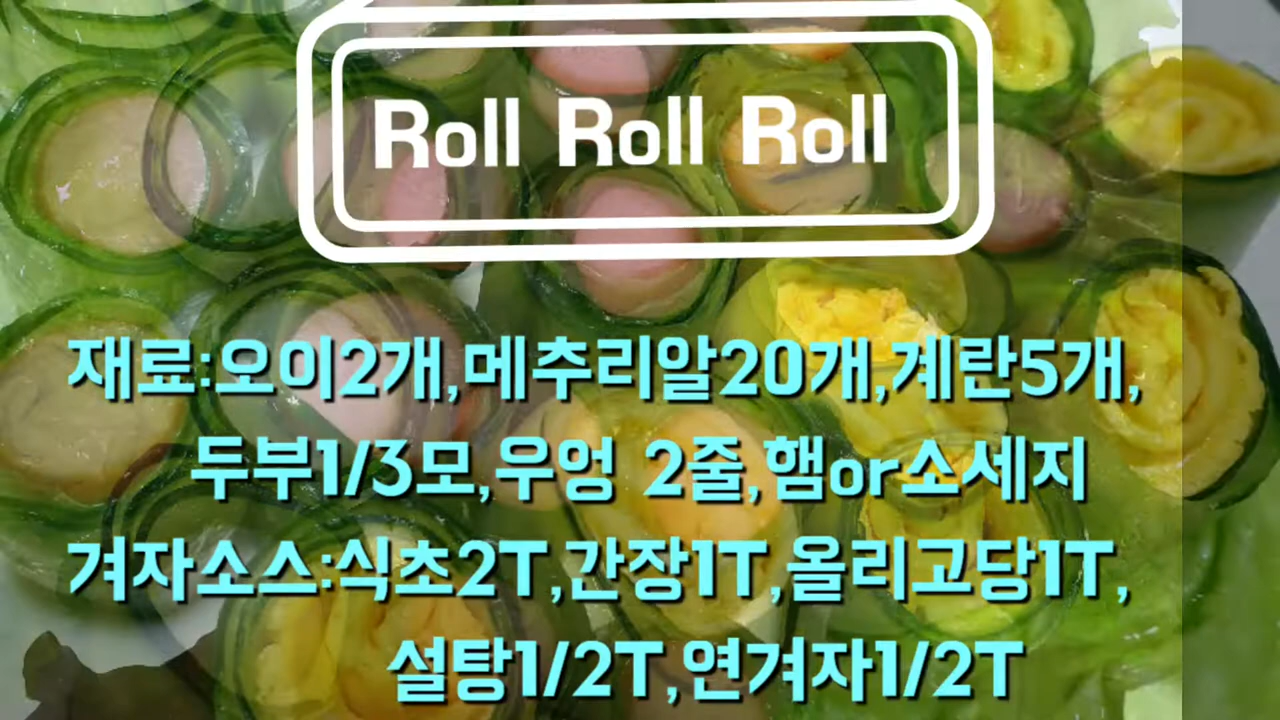 Roll Roll Roll
재료:오이2개,메추리알20개,계란5개,
두부1/3모,우엉 2줄,햄or소세지
겨자소스:식초2T,간장1T,올리고당1T,
설탕1/2T,연겨자1/2T